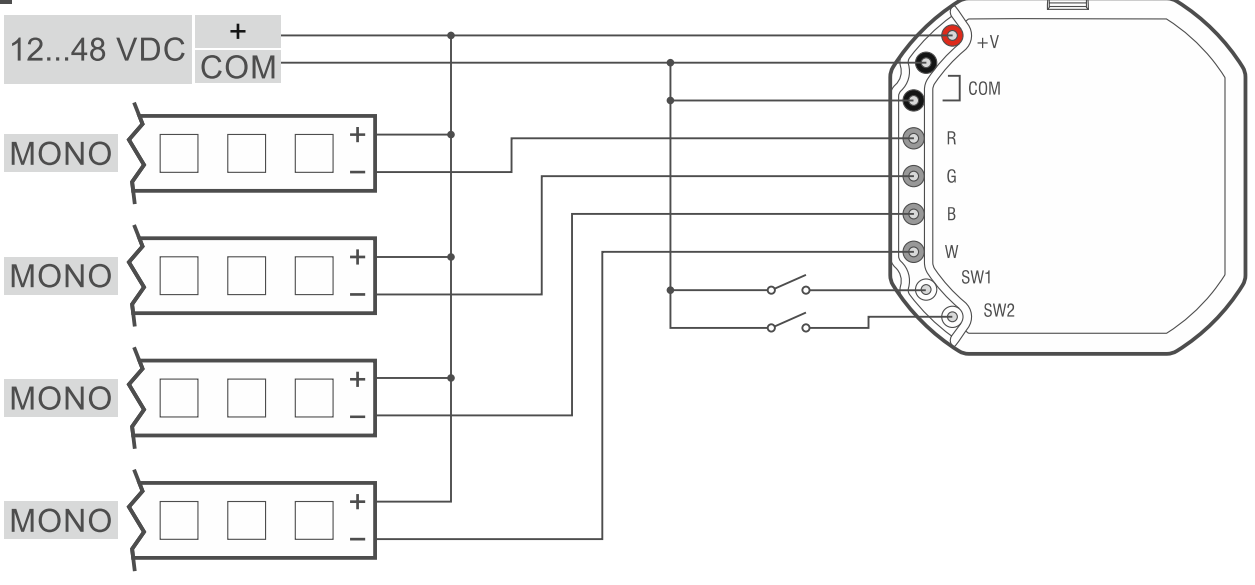 12...48 VDC
+
COM
+V
COM
MONO
+
−
R
G
B
W
MONO
+
−
SW1
SW2
MONO
+
−
MONO
+
−